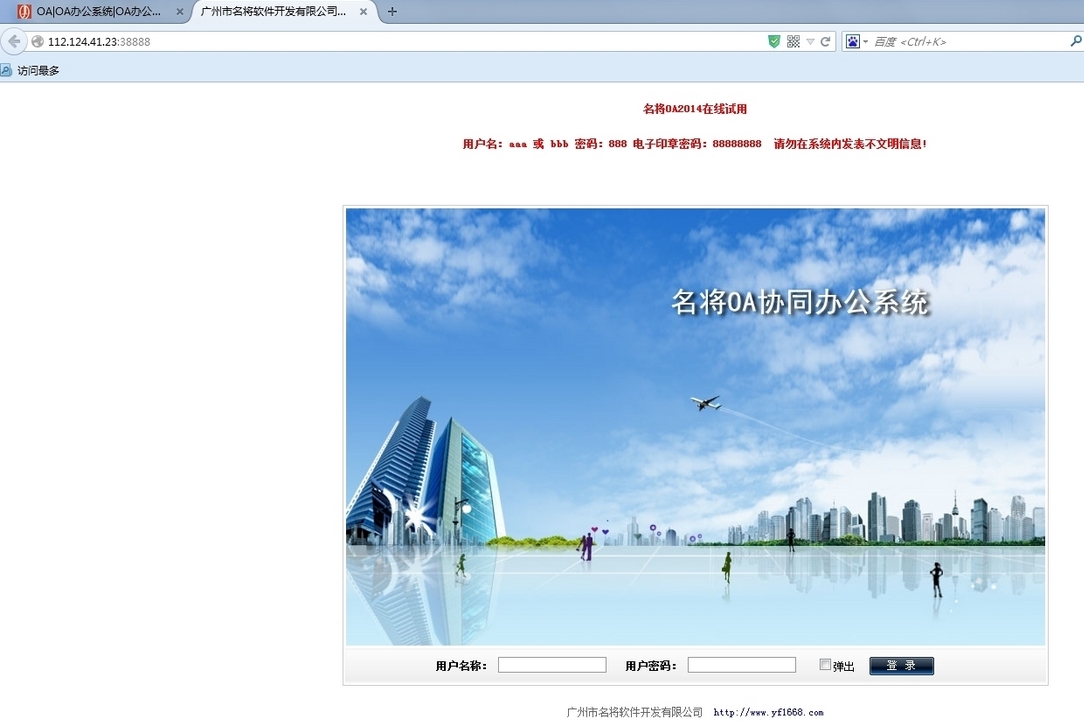 OA|OA办公系统|OA办公...
广州市名将软件开发有限公司...
112.124.41.23:38888
百度 <Ctrl+K>
访问最多
名将OA2014在线试用
用户名：aaa 或 bbb 密码：888 电子印章密码：88888888 请勿在系统内发表不文明信息!
名将OA协同办公系统
用户名称：
用户密码：
弹出
登 录
广州市名将软件开发有限公司 http://www.yf1668.com